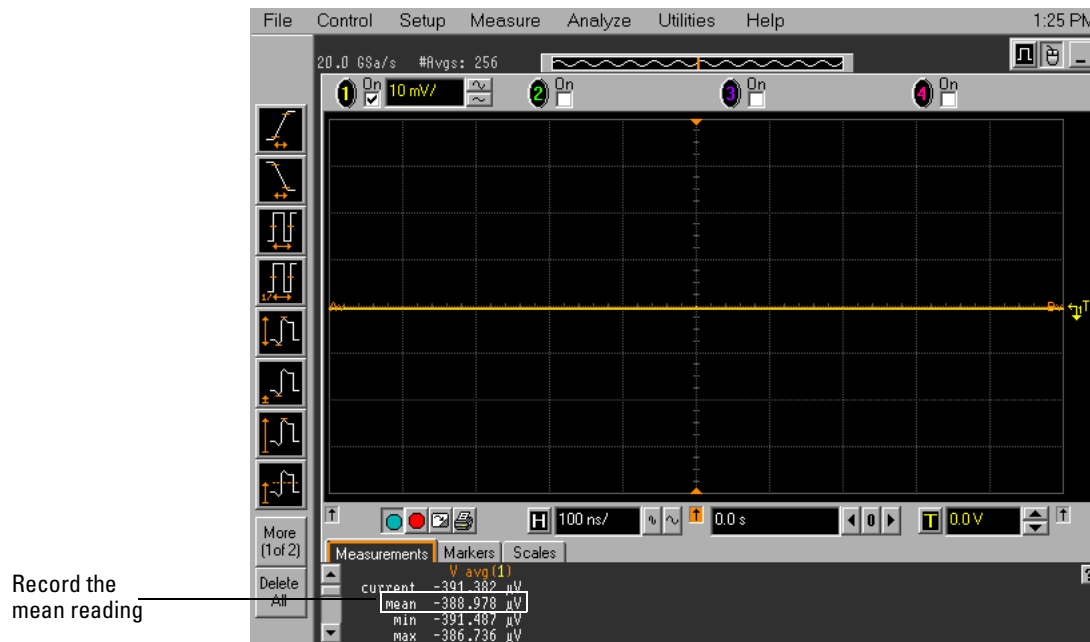 File Control Setup Measure Analyze Utilities Help 1:25 PM
20.0 GSa/s #Avgs: 256
1 On 10 mV/ 2 On 3 On 4 On
Ax Bx T
H 100 ns/ 0.0 s 0 T 0.0 V
More
(1of 2)
Delete
All
Measurements Markers Scales
V avg(1)
current -391.382 µV
mean -388.978 µV
min -391.487 µV
max -386.736 µV
Record the
mean reading